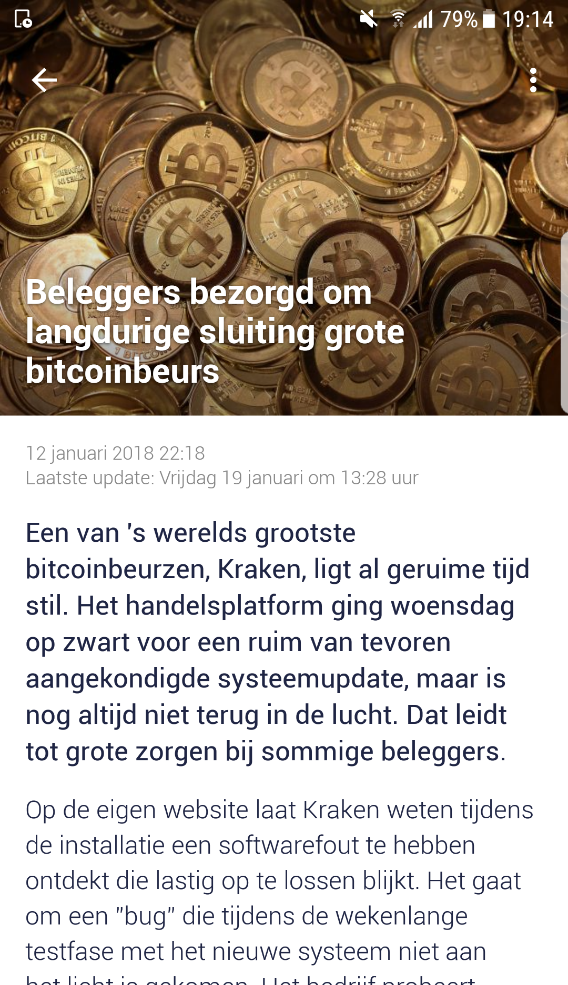 79% 19:14
Beleggers bezorgd om
langdurige sluiting grote
bitcoinbeurs
12 januari 2018 22:18
Laatste update: Vrijdag 19 januari om 13:28 uur
Een van 's werelds grootste
bitcoinbeurzen, Kraken, ligt al geruime tijd
stil. Het handelsplatform ging woensdag
op zwart voor een ruim van tevoren
aangekondigde systeemupdate, maar is
nog altijd niet terug in de lucht. Dat leidt
tot grote zorgen bij sommige beleggers.
Op de eigen website laat Kraken weten tijdens
de installatie een softwarefout te hebben
ontdekt die lastig op te lossen blijkt. Het gaat
om een "bug" die tijdens de wekenlange
testfase met het nieuwe systeem niet aan
het licht is gekomen. Het bedrijf probeert